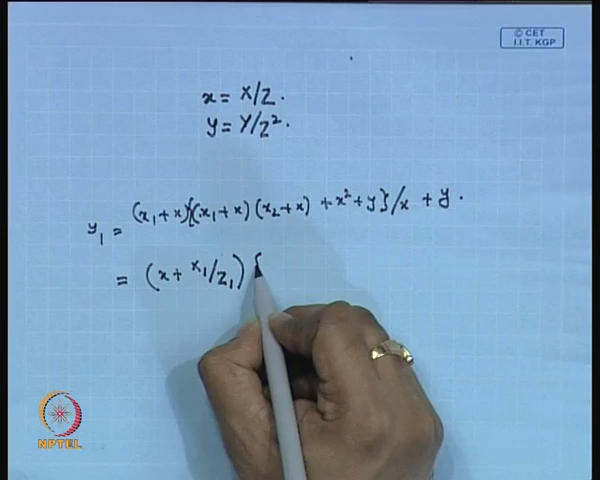 © CET
I.I.T. KGP
x = X/Z.
y = Y/Z².
y₁ = (x₁+x){(x₁+x)(x₂+x) + x²+y}/x + y.
= (x + X₁/Z₁) {
NPTEL